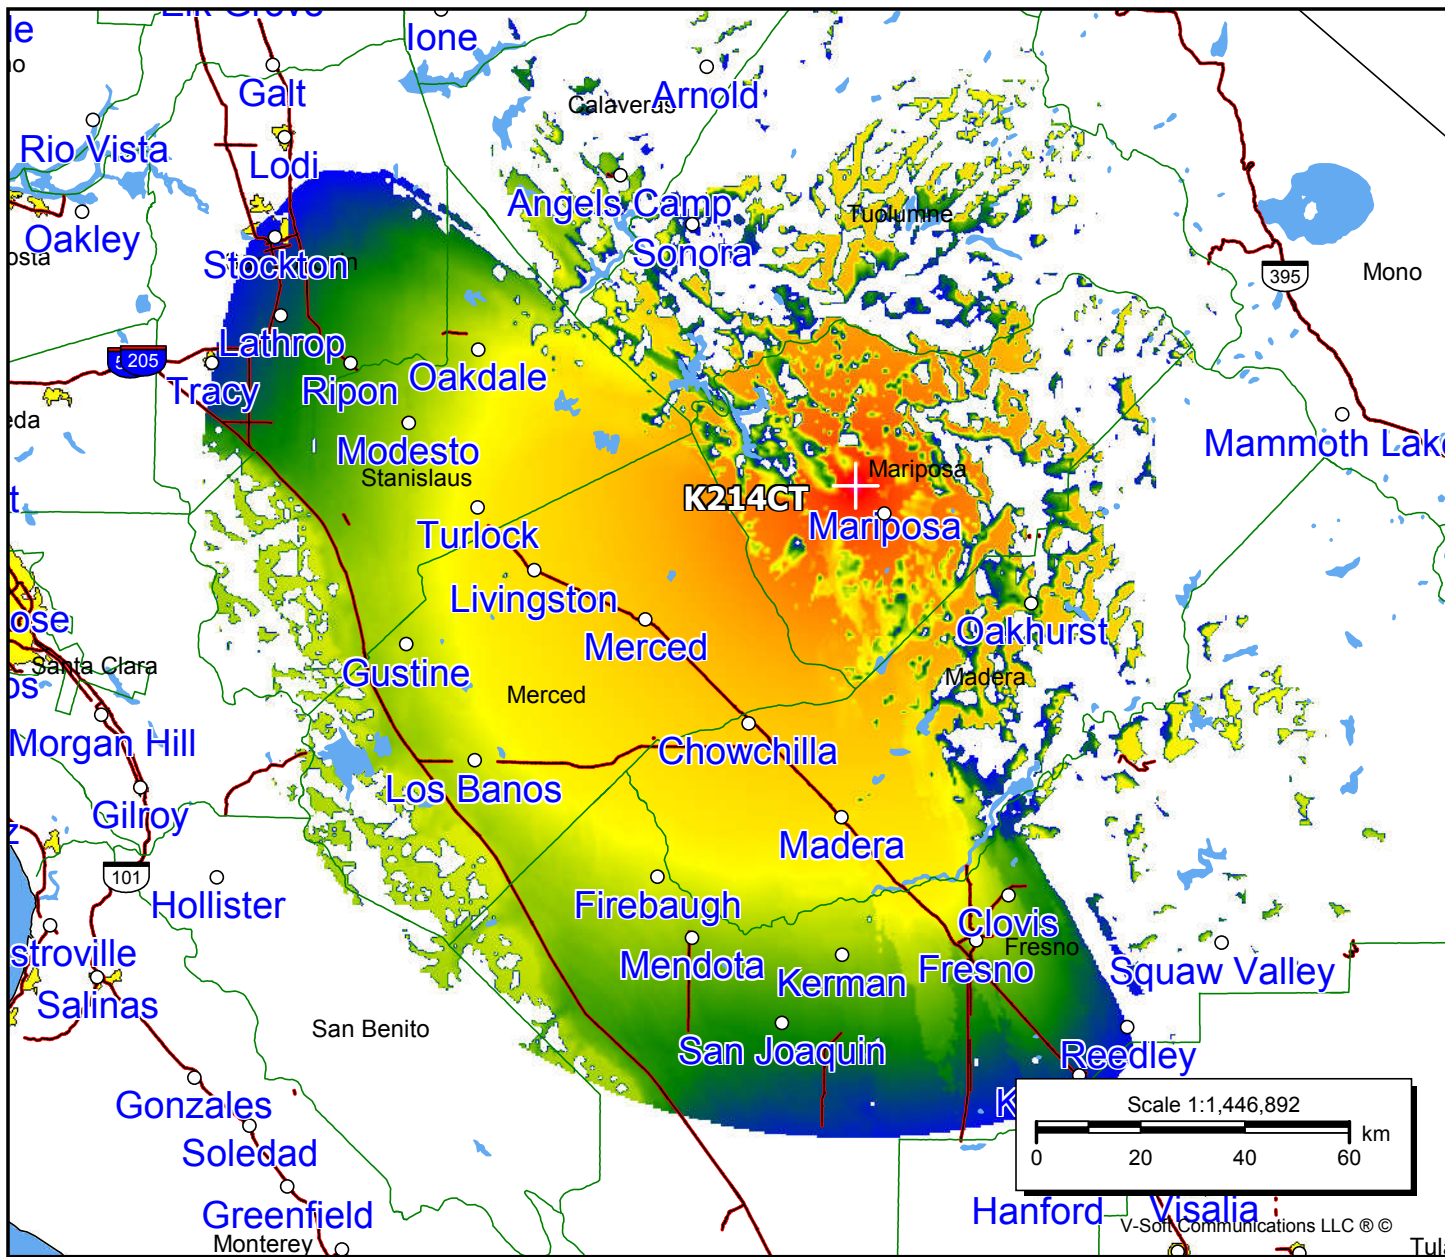 Elk Grove
Ione
Galt
Calaveras
Arnold
Rio Vista
Lodi
Angels Camp
Tuolumne
Oakley
Sonora
Stockton
395
Mono
Lathrop
205
Tracy
Ripon
Oakdale
Modesto
Mammoth Lake
Stanislaus
Mariposa
K214CT
Turlock
Mariposa
Livingston
Merced
Oakhurst
Santa Clara
Gustine
Merced
Madera
Morgan Hill
Chowchilla
Los Banos
Gilroy
Madera
101
Hollister
Firebaugh
Clovis
Fresno
stroville
Mendota
Kerman
Fresno
Squaw Valley
Salinas
San Benito
San Joaquin
Reedley
Gonzales
K
Scale 1:1,446,892
km
0 20 40 60
Soledad
Greenfield
Hanford
Visalia
Monterey
V-Soft Communications LLC ® ©